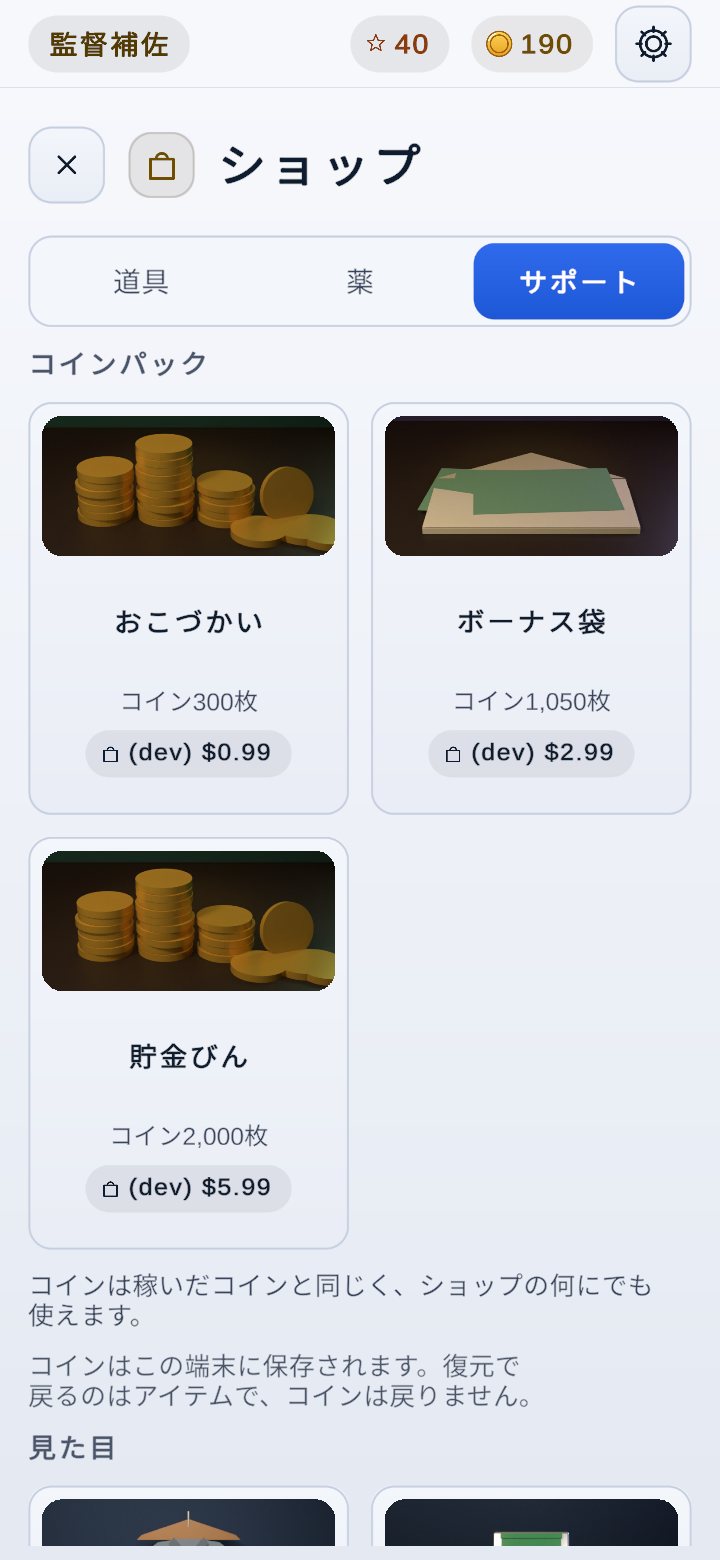 監督補佐
40
190
ショップ
道具
薬
サポート
コインパック
おこづかい
ボーナス袋
コイン300枚
コイン1,050枚
(dev) $0.99
(dev) $2.99
貯金びん
コイン2,000枚
(dev) $5.99
コインは稼いだコインと同じく、ショップの何にでも
使えます。
コインはこの端末に保存されます。復元で
戻るのはアイテムで、コインは戻りません。
見た目